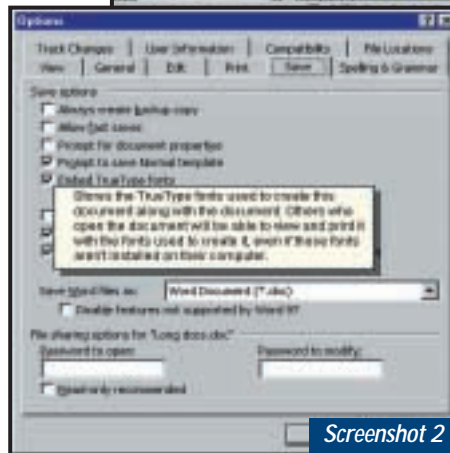 Options
Track Changes User Information Compatibility File Locations
View General Edit Print Save Spelling & Grammar
Save options
Always create backup copy
Allow fast saves
Prompt for document properties
Prompt to save Normal template
Embed TrueType fonts
Stores the TrueType fonts used to create this
document along with the document. Others who
open the document will be able to view and print it
with the fonts used to create it, even if these fonts
aren't installed on their computer.
Save Word files as: Word Document (*.doc)
Disable features not supported by Word 97
File sharing options for "Long docs.doc"
Password to open: Password to modify:
Read-only recommended
Screenshot 2